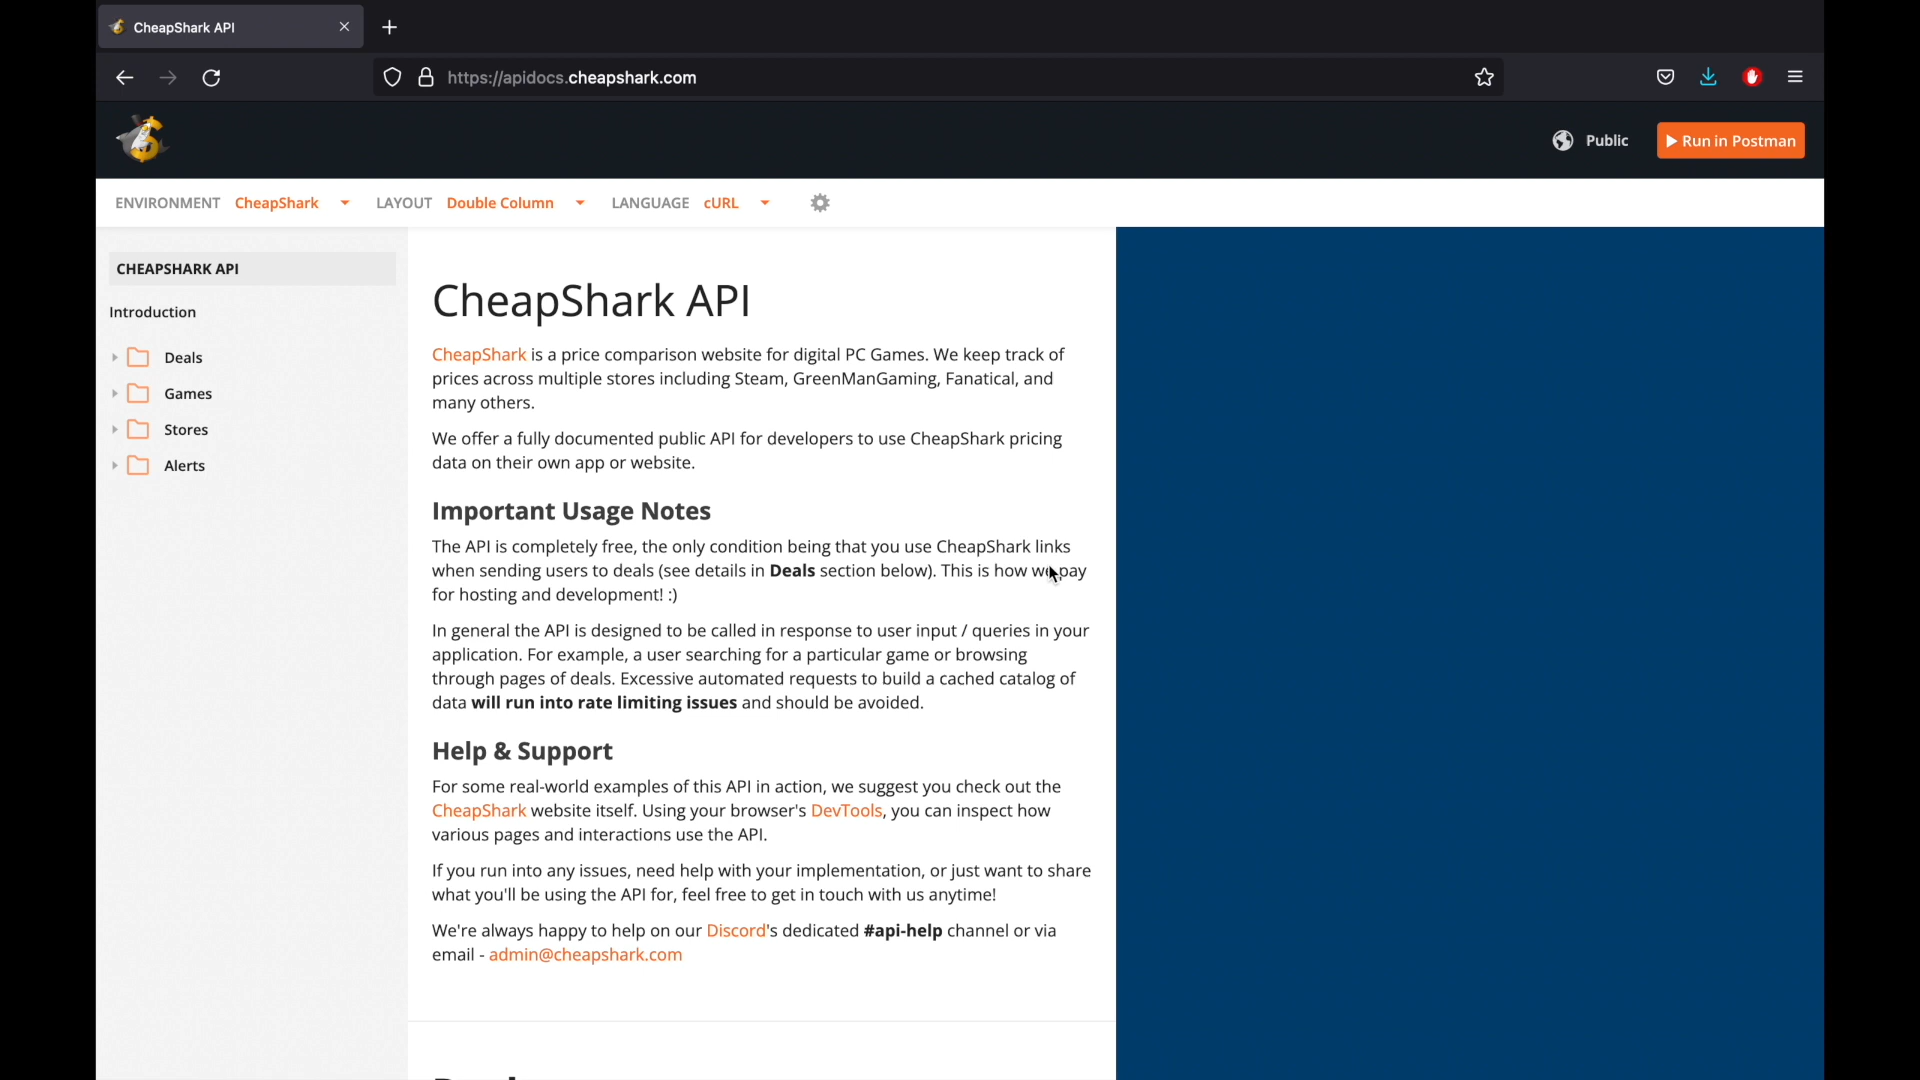 CheapShark API
https://apidocs.cheapshark.com
Public
Run in Postman
ENVIRONMENT CheapShark LAYOUT Double Column LANGUAGE cURL
CHEAPSHARK API
Introduction
Deals
Games
Stores
Alerts
CheapShark API
CheapShark is a price comparison website for digital PC Games. We keep track of
prices across multiple stores including Steam, GreenManGaming, Fanatical, and
many others.
We offer a fully documented public API for developers to use CheapShark pricing
data on their own app or website.
Important Usage Notes
The API is completely free, the only condition being that you use CheapShark links
when sending users to deals (see details in Deals section below). This is how we pay
for hosting and development! :)
In general the API is designed to be called in response to user input / queries in your
application. For example, a user searching for a particular game or browsing
through pages of deals. Excessive automated requests to build a cached catalog of
data will run into rate limiting issues and should be avoided.
Help & Support
For some real-world examples of this API in action, we suggest you check out the
CheapShark website itself. Using your browser's DevTools, you can inspect how
various pages and interactions use the API.
If you run into any issues, need help with your implementation, or just want to share
what you'll be using the API for, feel free to get in touch with us anytime!
We're always happy to help on our Discord's dedicated #api-help channel or via
email - admin@cheapshark.com